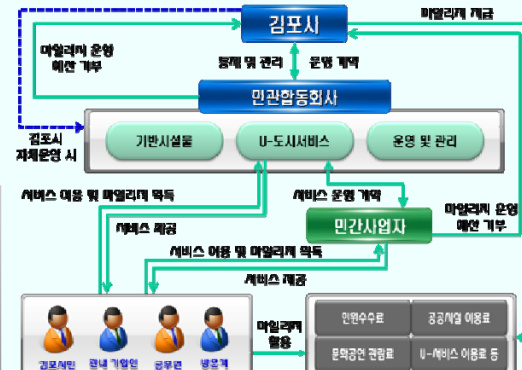 김포시
마일리지 지급
마일리지 운영
예산 기부
통제 및 관리
운영 계약
민관합동회사
김포시
자체운영 시
기반시설물
U-도시서비스
운영 및 관리
서비스 이용 및 마일리지 획득
서비스 운영 계약
서비스 제공
민간사업자
마일리지 운영
예산 기부
서비스 이용 및 마일리지 획득
서비스 제공
마일리지
활용
민원수수료
공공시설 이용료
문화공연 관람료
U-서비스 이용료 등
김포시민
관내 기업인
공무원
방문객